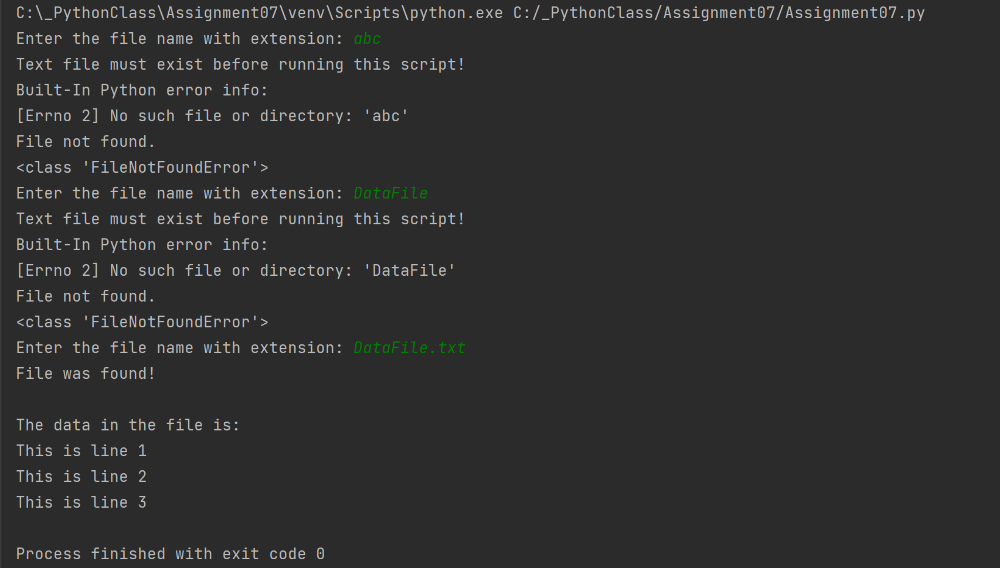 C:\_PythonClass\Assignment07\venv\Scripts\python.exe C:/_PythonClass/Assignment07/Assignment07.py
Enter the file name with extension: abc
Text file must exist before running this script!
Built-In Python error info:
[Errno 2] No such file or directory: 'abc'
File not found.
<class 'FileNotFoundError'>
Enter the file name with extension: DataFile
Text file must exist before running this script!
Built-In Python error info:
[Errno 2] No such file or directory: 'DataFile'
File not found.
<class 'FileNotFoundError'>
Enter the file name with extension: DataFile.txt
File was found!
The data in the file is:
This is line 1
This is line 2
This is line 3
Process finished with exit code 0